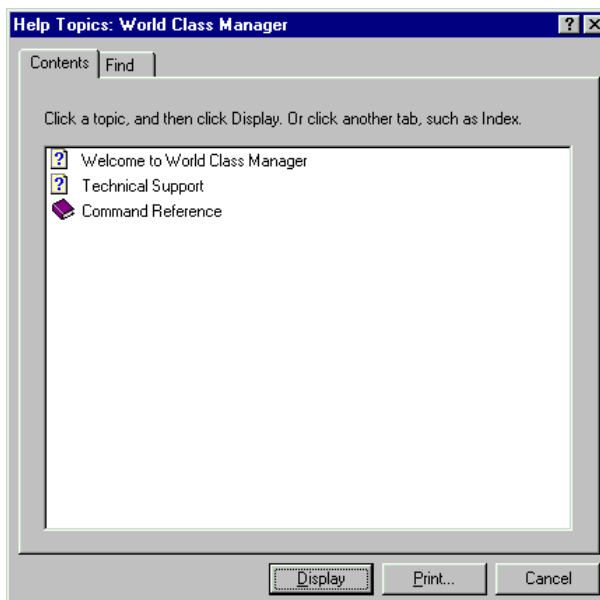 Help Topics: World Class Manager
Contents Find
Click a topic, and then click Display. Or click another tab, such as Index.
Welcome to World Class Manager
Technical Support
Command Reference
Display Print... Cancel